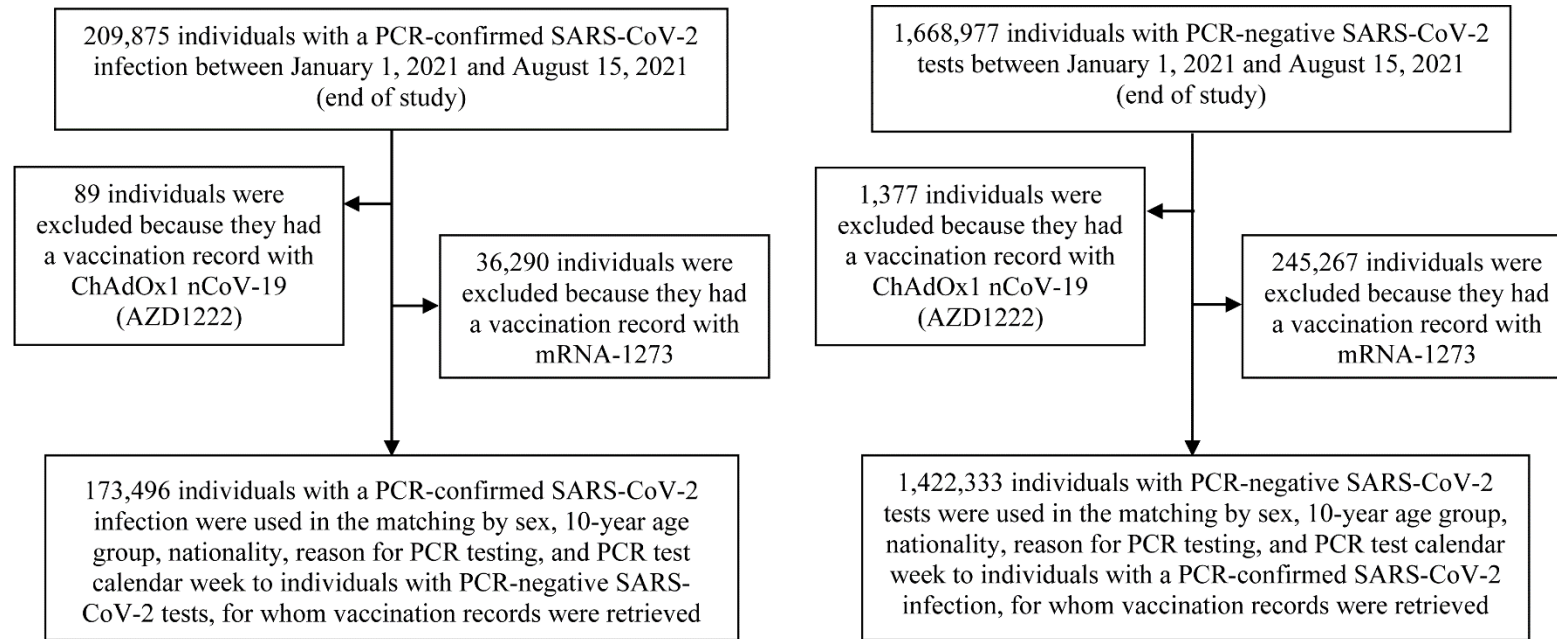 209,875 individuals with a PCR-confirmed SARS-CoV-2
infection between January 1, 2021 and August 15, 2021
(end of study)
89 individuals were
excluded because they had
a vaccination record with
ChAdOx1 nCoV-19
(AZD1222)
36,290 individuals were
excluded because they had
a vaccination record with
mRNA-1273
173,496 individuals with a PCR-confirmed SARS-CoV-2
infection were used in the matching by sex, 10-year age
group, nationality, reason for PCR testing, and PCR test
calendar week to individuals with PCR-negative SARS-
CoV-2 tests, for whom vaccination records were retrieved
1,668,977 individuals with PCR-negative SARS-CoV-2
tests between January 1, 2021 and August 15, 2021
(end of study)
1,377 individuals were
excluded because they had
a vaccination record with
ChAdOx1 nCoV-19
(AZD1222)
245,267 individuals were
excluded because they had
a vaccination record with
mRNA-1273
1,422,333 individuals with PCR-negative SARS-CoV-2
tests were used in the matching by sex, 10-year age group,
nationality, reason for PCR testing, and PCR test calendar
week to individuals with a PCR-confirmed SARS-CoV-2
infection, for whom vaccination records were retrieved